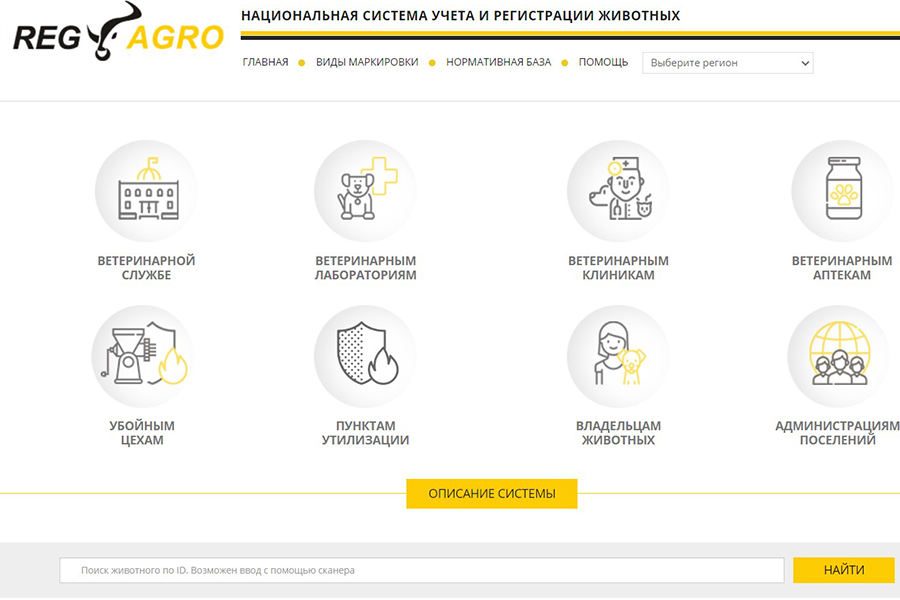 REG AGRO
НАЦИОНАЛЬНАЯ СИСТЕМА УЧЕТА И РЕГИСТРАЦИИ ЖИВОТНЫХ
ГЛАВНАЯ ВИДЫ МАРКИРОВКИ НОРМАТИВНАЯ БАЗА ПОМОЩЬ Выберите регион
ВЕТЕРИНАРНОЙ
СЛУЖБЕ
ВЕТЕРИНАРНЫМ
ЛАБОРАТОРИЯМ
ВЕТЕРИНАРНЫМ
КЛИНИКАМ
ВЕТЕРИНАРНЫМ
АПТЕКАМ
УБОЙНЫМ
ЦЕХАМ
ПУНКТАМ
УТИЛИЗАЦИИ
ВЛАДЕЛЬЦАМ
ЖИВОТНЫХ
АДМИНИСТРАЦИЯМ
ПОСЕЛЕНИЙ
ОПИСАНИЕ СИСТЕМЫ
Поиск животного по ID. Возможен ввод с помощью сканера
НАЙТИ